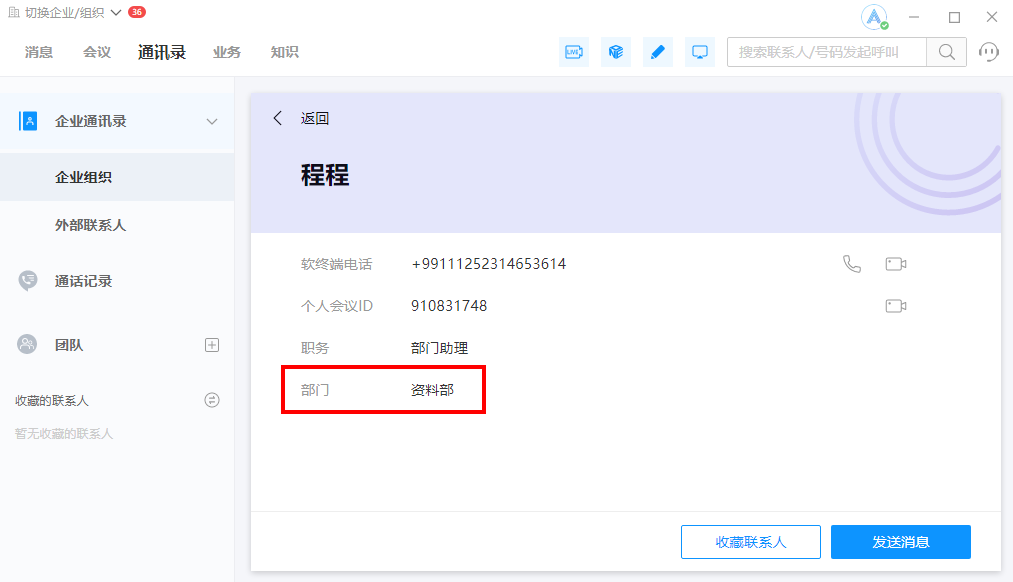 切换企业/组织 36
消息 会议 通讯录 业务 知识 LIVE 搜索联系人/号码发起呼叫
企业通讯录
企业组织
外部联系人
通话记录
团队
收藏的联系人
暂无收藏的联系人
返回
程程
软终端电话 +99111252314653614
个人会议ID 910831748
职务 部门助理
部门 资料部
收藏联系人 发送消息